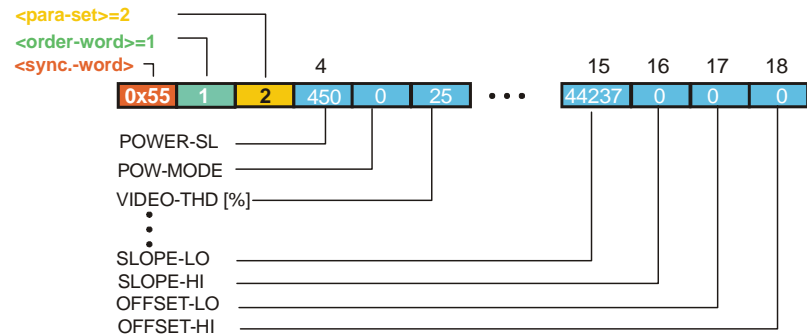 <para-set>=2
<order-word>=1
<sync.-word>
4 15 16 17 18
0x55 1 2 450 0 25 • • • 44237 0 0 0
POWER-SL
POW-MODE
VIDEO-THD [%]
SLOPE-LO
SLOPE-HI
OFFSET-LO
OFFSET-HI